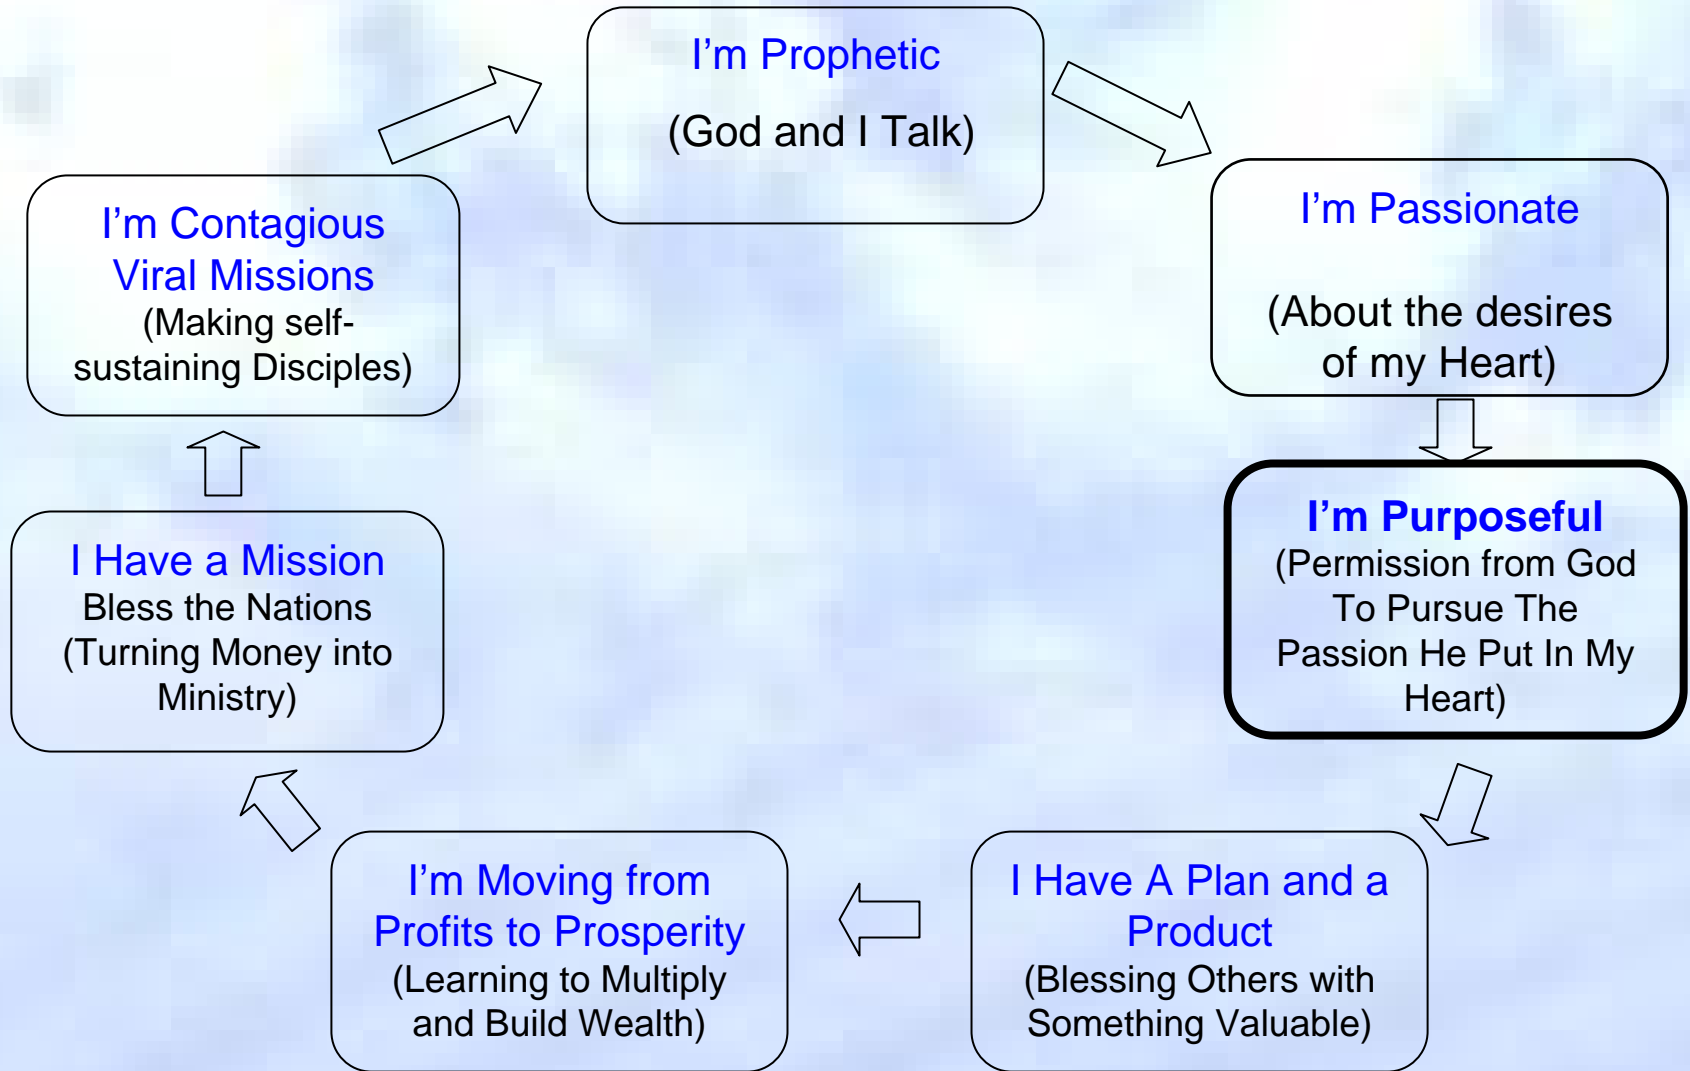 I’m Prophetic
(God and I Talk)
I’m Passionate
(About the desires
of my Heart)
I’m Purposeful
(Permission from God
To Pursue The
Passion He Put In My
Heart)
I Have A Plan and a
Product
(Blessing Others with
Something Valuable)
I’m Moving from
Profits to Prosperity
(Learning to Multiply
and Build Wealth)
I Have a Mission
Bless the Nations
(Turning Money into
Ministry)
I’m Contagious
Viral Missions
(Making self-
sustaining Disciples)